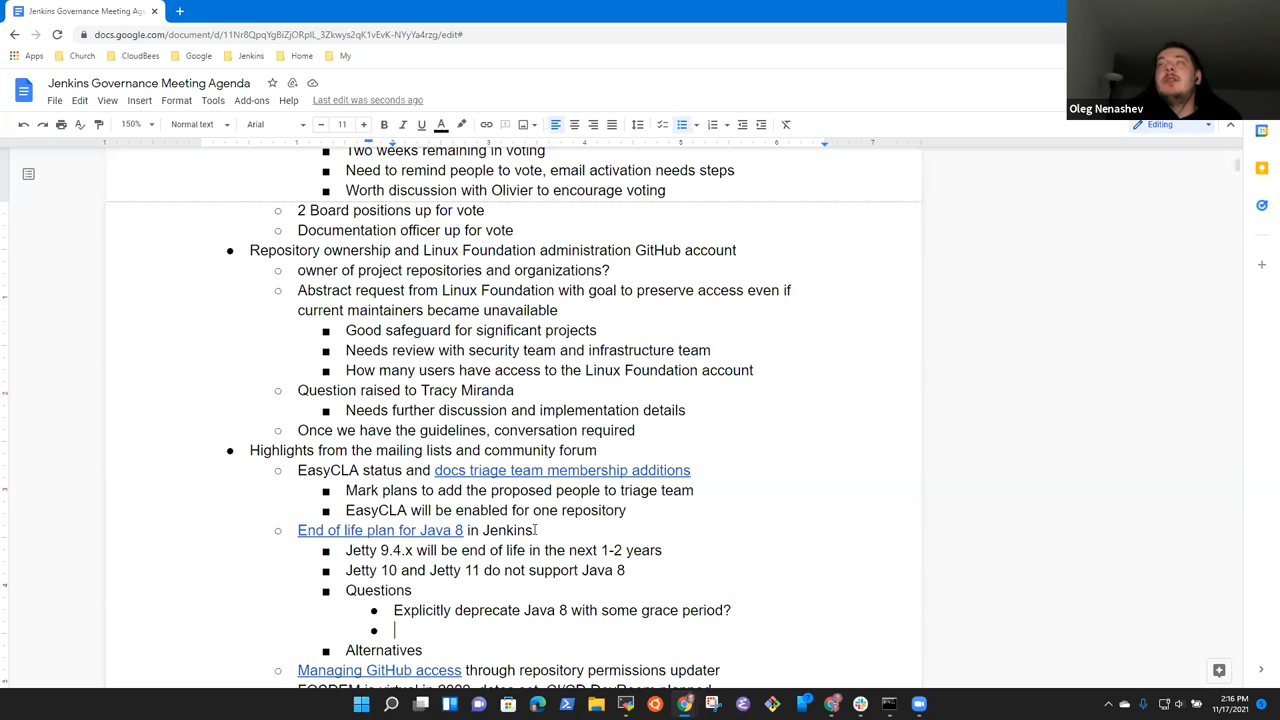 Jenkins Governance Meeting Age
docs.google.com/document/d/11Nr8QpqYgBiZjORpIL_3Zkwys2qK1vEvK-NYyYa4rzg/edit#
Apps Church CloudBees Google Jenkins Home My
Oleg Nenashev
Jenkins Governance Meeting Agenda
File Edit View Insert Format Tools Add-ons Help Last edit was seconds ago
150% Normal text Arial 11 Editing
Two weeks remaining in voting
Need to remind people to vote, email activation needs steps
Worth discussion with Olivier to encourage voting
2 Board positions up for vote
Documentation officer up for vote
Repository ownership and Linux Foundation administration GitHub account
owner of project repositories and organizations?
Abstract request from Linux Foundation with goal to preserve access even if
current maintainers became unavailable
Good safeguard for significant projects
Needs review with security team and infrastructure team
How many users have access to the Linux Foundation account
Question raised to Tracy Miranda
Needs further discussion and implementation details
Once we have the guidelines, conversation required
Highlights from the mailing lists and community forum
EasyCLA status and docs triage team membership additions
Mark plans to add the proposed people to triage team
EasyCLA will be enabled for one repository
End of life plan for Java 8 in Jenkins
Jetty 9.4.x will be end of life in the next 1-2 years
Jetty 10 and Jetty 11 do not support Java 8
Questions
Explicitly deprecate Java 8 with some grace period?
Alternatives
Managing GitHub access through repository permissions updater
2:16 PM
11/17/2021